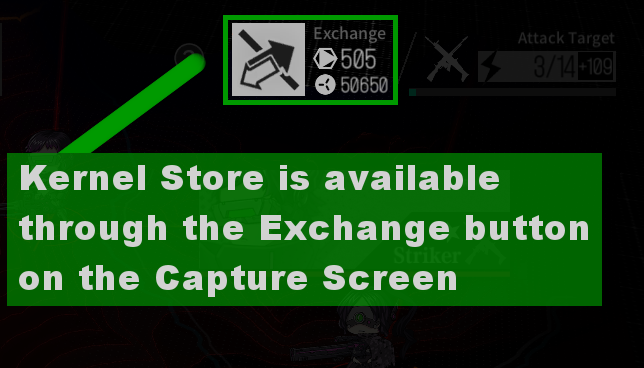 Exchange
505
50650
Attack Target
3/14 +109
Kernel Store is available
through the Exchange button
on the Capture Screen
Striker